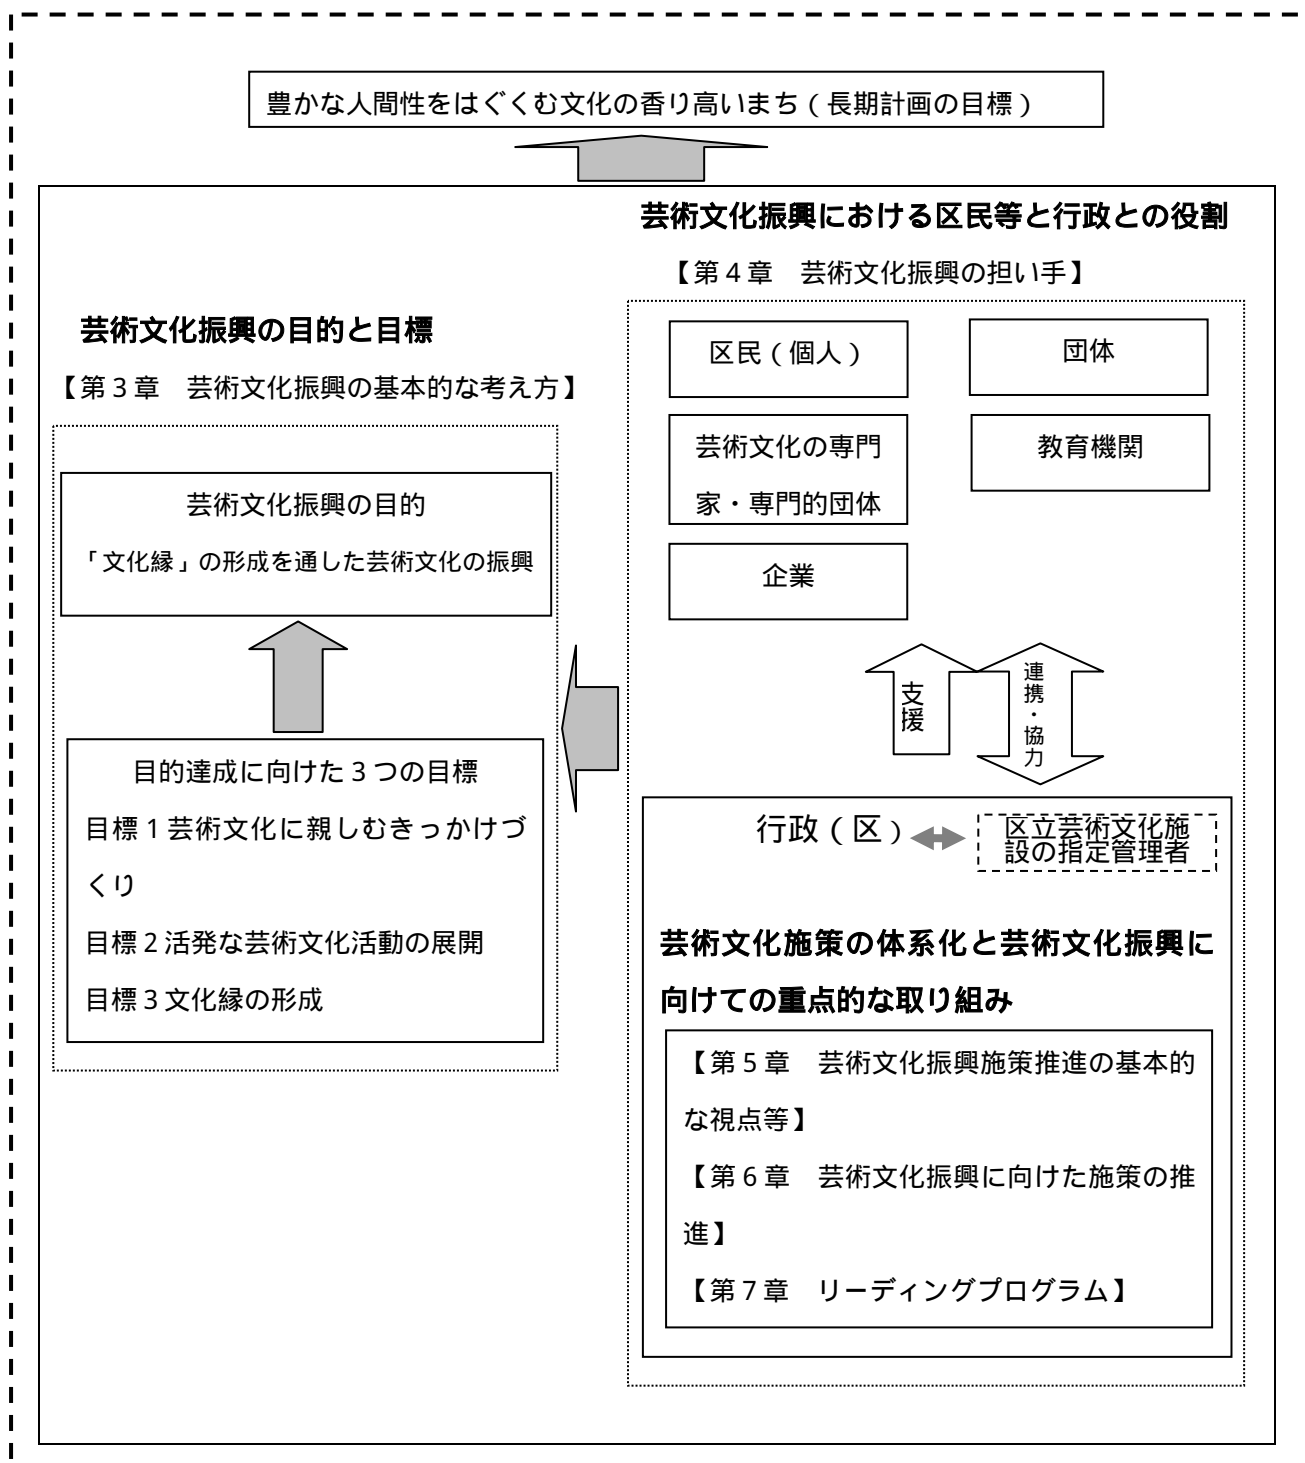 豊かな人間性をはぐくむ文化の香り高いまち(長期計画の目標)
芸術文化振興における区民等と行政との役割
【第4章　芸術文化振興の担い手】
芸術文化振興の目的と目標
【第3章　芸術文化振興の基本的な考え方】
芸術文化振興の目的
「文化縁」の形成を通した芸術文化の振興
目的達成に向けた3つの目標
目標1芸術文化に親しむきっかけづ
くり
目標2活発な芸術文化活動の展開
目標3文化縁の形成
区民(個人)
団体
芸術文化の専門
家・専門的団体
教育機関
企業
支援
連携・協力
行政(区)
区立芸術文化施
設の指定管理者
芸術文化施策の体系化と芸術文化振興に
向けての重点的な取り組み
【第5章　芸術文化振興施策推進の基本的
な視点等】
【第6章　芸術文化振興に向けた施策の推
進】
【第7章　リーディングプログラム】